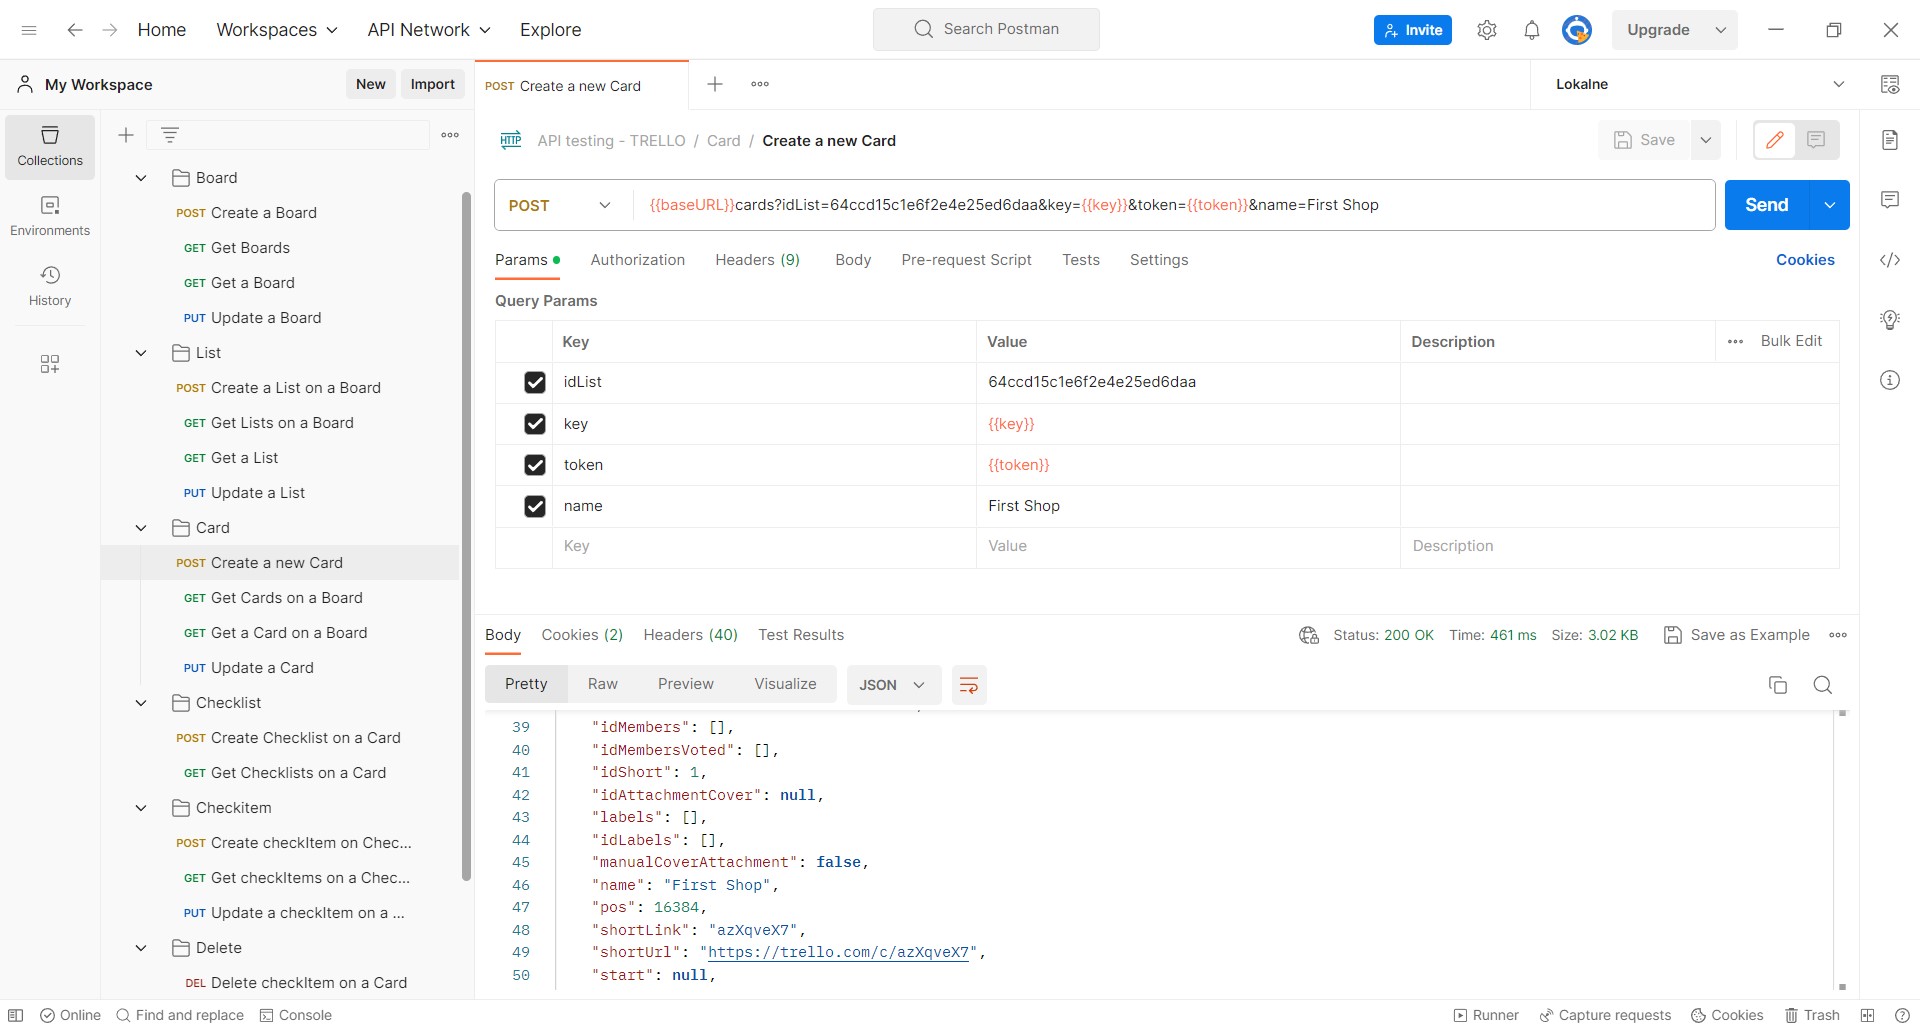 Home Workspaces API Network Explore Search Postman Invite Upgrade
My Workspace New Import
POST Create a new Card
Lokalne
Collections
Environments
History
Board
POST Create a Board
GET Get Boards
GET Get a Board
PUT Update a Board
List
POST Create a List on a Board
GET Get Lists on a Board
GET Get a List
PUT Update a List
Card
POST Create a new Card
GET Get Cards on a Board
GET Get a Card on a Board
PUT Update a Card
Checklist
POST Create Checklist on a Card
GET Get Checklists on a Card
Checkitem
POST Create checkItem on Chec...
GET Get checkItems on a Chec...
PUT Update a checkItem on a ...
Delete
DEL Delete checkItem on a Card
HTTP API testing - TRELLO / Card / Create a new Card
Save
POST {{baseURL}}cards?idList=64ccd15c1e6f2e4e25ed6daa&key={{key}}&token={{token}}&name=First Shop Send
Params Authorization Headers (9) Body Pre-request Script Tests Settings Cookies
Query Params
Key Value Description Bulk Edit
idList 64ccd15c1e6f2e4e25ed6daa
key {{key}}
token {{token}}
name First Shop
Key Value Description
Body Cookies (2) Headers (40) Test Results Status: 200 OK Time: 461 ms Size: 3.02 KB Save as Example
Pretty Raw Preview Visualize JSON
39 "idMembers": [],
40 "idMembersVoted": [],
41 "idShort": 1,
42 "idAttachmentCover": null,
43 "labels": [],
44 "idLabels": [],
45 "manualCoverAttachment": false,
46 "name": "First Shop",
47 "pos": 16384,
48 "shortLink": "azXqveX7",
49 "shortUrl": "https://trello.com/c/azXqveX7",
50 "start": null,
Online Find and replace Console Runner Capture requests Cookies Trash